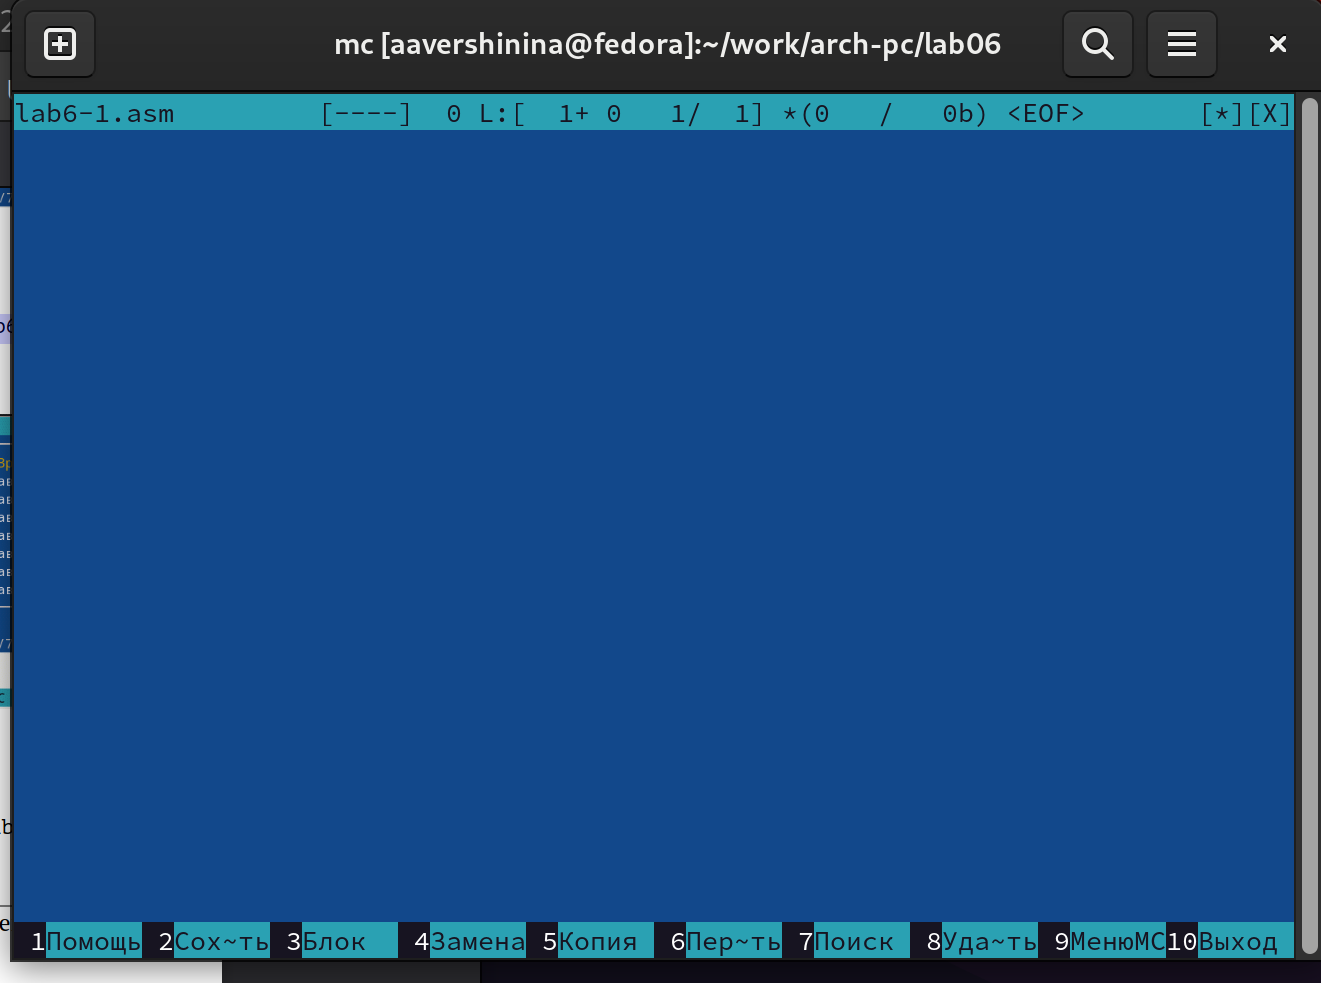 mc [aavershinina@fedora]:~/work/arch-pc/lab06
lab6-1.asm [----] 0 L:[ 1+ 0 1/ 1] *(0 / 0b) <EOF> [*][X]
1Помощь 2Сох~ть 3Блок 4Замена 5Копия 6Пер~ть 7Поиск 8Уда~ть 9МенюMC 10Выход